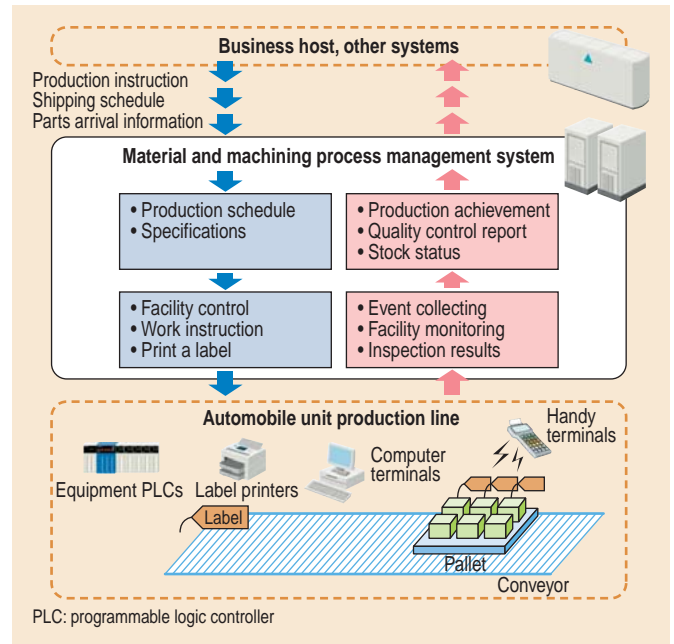 Business host, other systems
Production instruction
Shipping schedule
Parts arrival information
Material and machining process management system
• Production schedule
• Specifications
• Production achievement
• Quality control report
• Stock status
• Facility control
• Work instruction
• Print a label
• Event collecting
• Facility monitoring
• Inspection results
Automobile unit production line
Equipment PLCs
Label printers
Computer
terminals
Handy
terminals
Label
Pallet
Conveyor
PLC: programmable logic controller